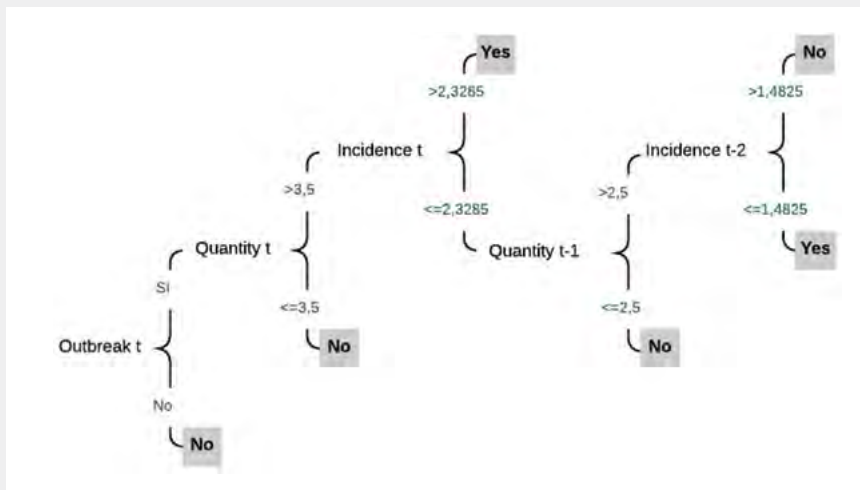 Yes
No
>2,3285
>1,4825
Incidence t
Incidence t-2
>3,5
>2,5
<=2,3285
<=1,4825
Quantity t
Quantity t-1
Yes
Si
<=3,5
<=2,5
Outbreak t
No
No
No
No